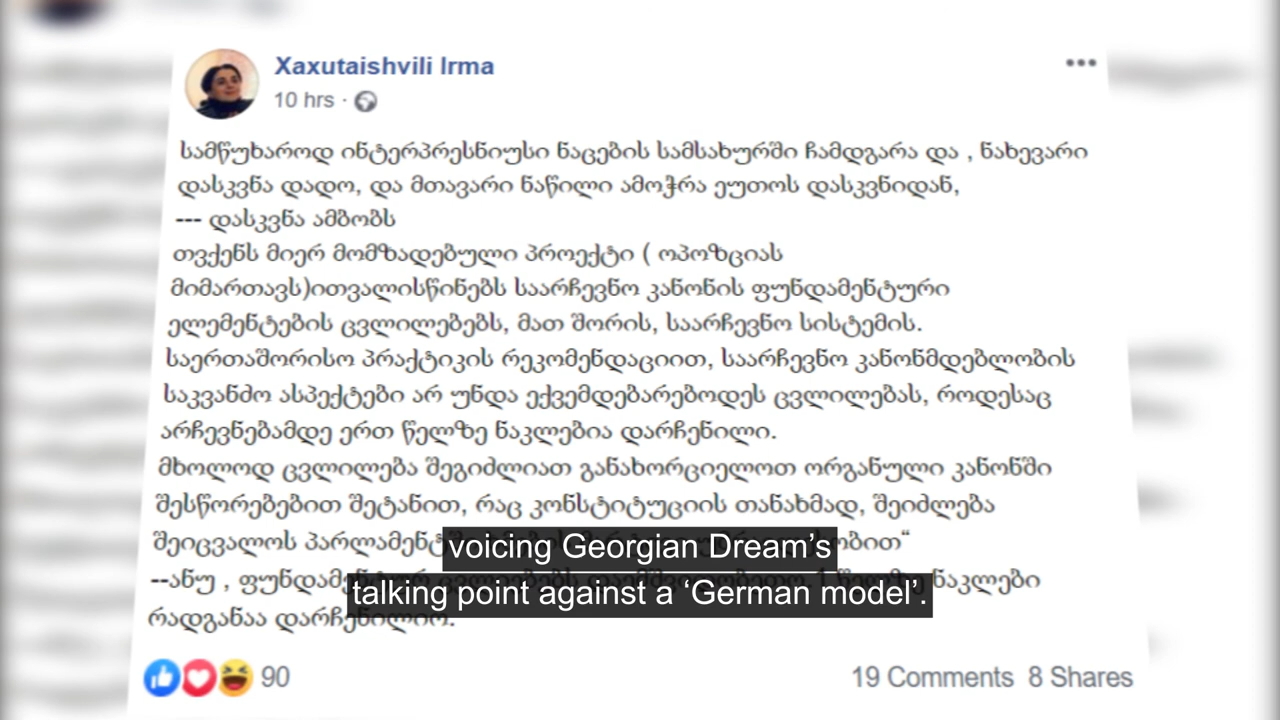 Xaxutaishvili Irma
10 hrs ·
სამწუხაროდ ინტერპრესნიუსი ნაცების სამსახურში ჩამდგარა და , ნახევარი
დასკვნა დადო, და მთავარი ნაწილი ამოჭრა ეუთოს დასკვნიდან,
--- დასკვნა ამბობს
თვქენს მიერ მომზადებული პროექტი ( ოპოზციას
მიმართავს)ითვალისწინებს საარჩევნო კანონის ფუნდამენტური
ელემენტების ცვლილებებს, მათ შორის, საარჩევნო სისტემის.
საერთაშორისო პრაქტიკის რეკომენდაციით, საარჩევნო კანონმდებლობის
საკვანძო ასპექტები არ უნდა ექვემდებარებოდეს ცვლილებას, როდესაც
არჩევნებამდე ერთ წელზე ნაკლებია დარჩენილი.
მხოლოდ ცვლილება შეგიძლიათ განახორციელოთ ორგანული კანონში
შესწორებებით შეტანით, რაც კონსტიტუციის თანახმად, შეიძლება
შეიცვალოს
voicing Georgian Dream’s
--ანუ , ნაკლები
talking point against a ‘German model’.
რადგანაა დარჩენილიო.
90
19 Comments 8 Shares